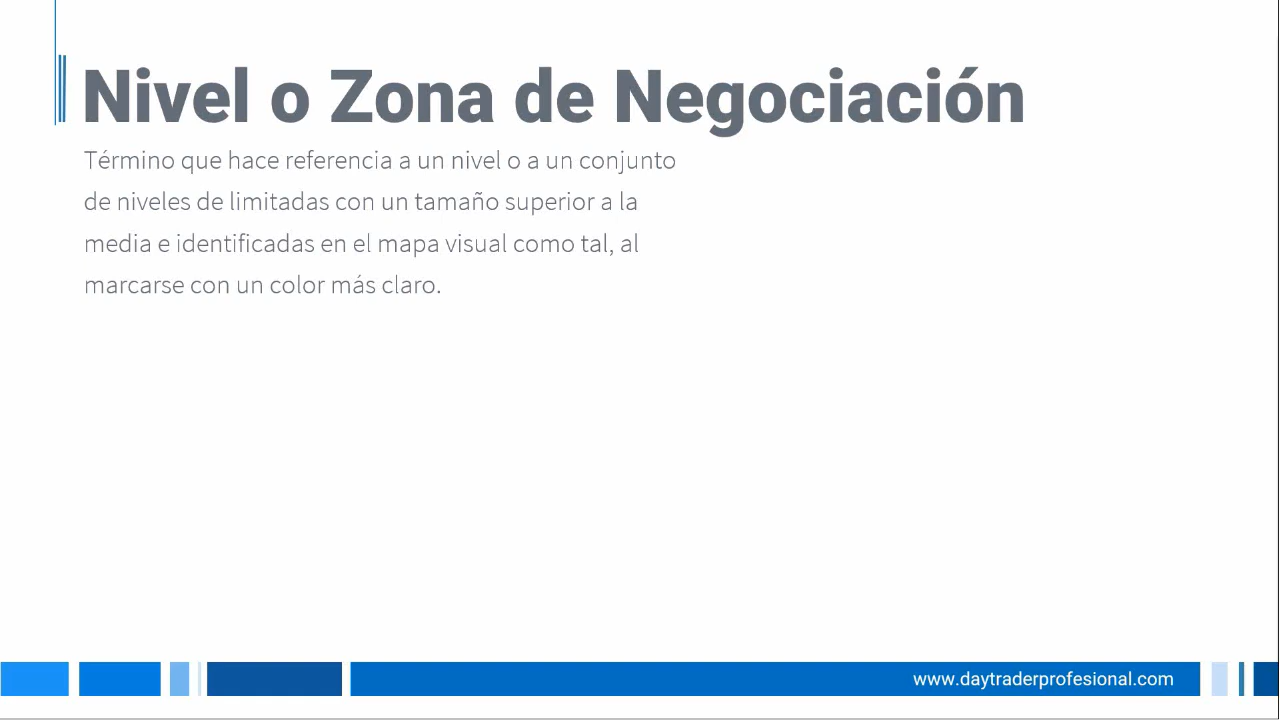 Nivel o Zona de Negociación
Término que hace referencia a un nivel o a un conjunto
de niveles de limitadas con un tamaño superior a la
media e identificadas en el mapa visual como tal, al
marcarse con un color más claro.
www.daytraderprofesional.com